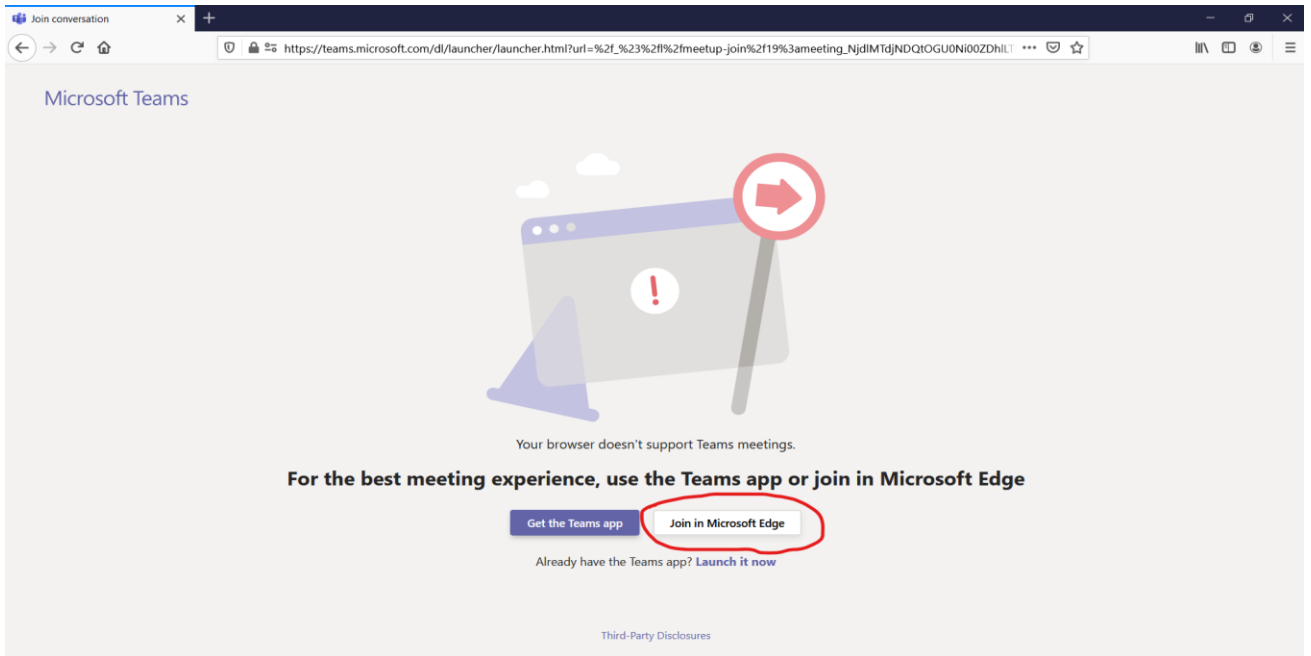 Join conversation
https://teams.microsoft.com/dl/launcher/launcher.html?url=%2f_%23%2fl%2fmeetup-join%2f19%3ameeting_NjdlMTdjNDQtOGU0Ni00ZDhlLT
Microsoft Teams
!
Your browser doesn't support Teams meetings.
For the best meeting experience, use the Teams app or join in Microsoft Edge
Get the Teams app Join in Microsoft Edge
Already have the Teams app? Launch it now
Third-Party Disclosures